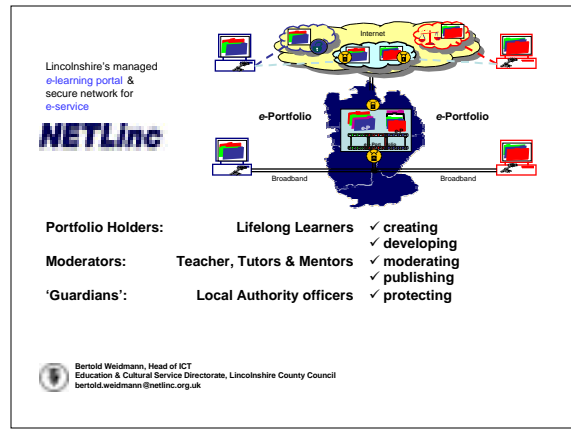 Internet
Lincolnshire's managed
e-learning portal &
secure network for
e-service
NETLinc
e-Portfolio
e-Portfolio
Broadband
Broadband
Portfolio Holders: Lifelong Learners ✓ creating
✓ developing
Moderators: Teacher, Tutors & Mentors ✓ moderating
✓ publishing
'Guardians': Local Authority officers ✓ protecting
Bertold Weidmann, Head of ICT
Education & Cultural Service Directorate, Lincolnshire County Council
bertold.weidmann@netlinc.org.uk